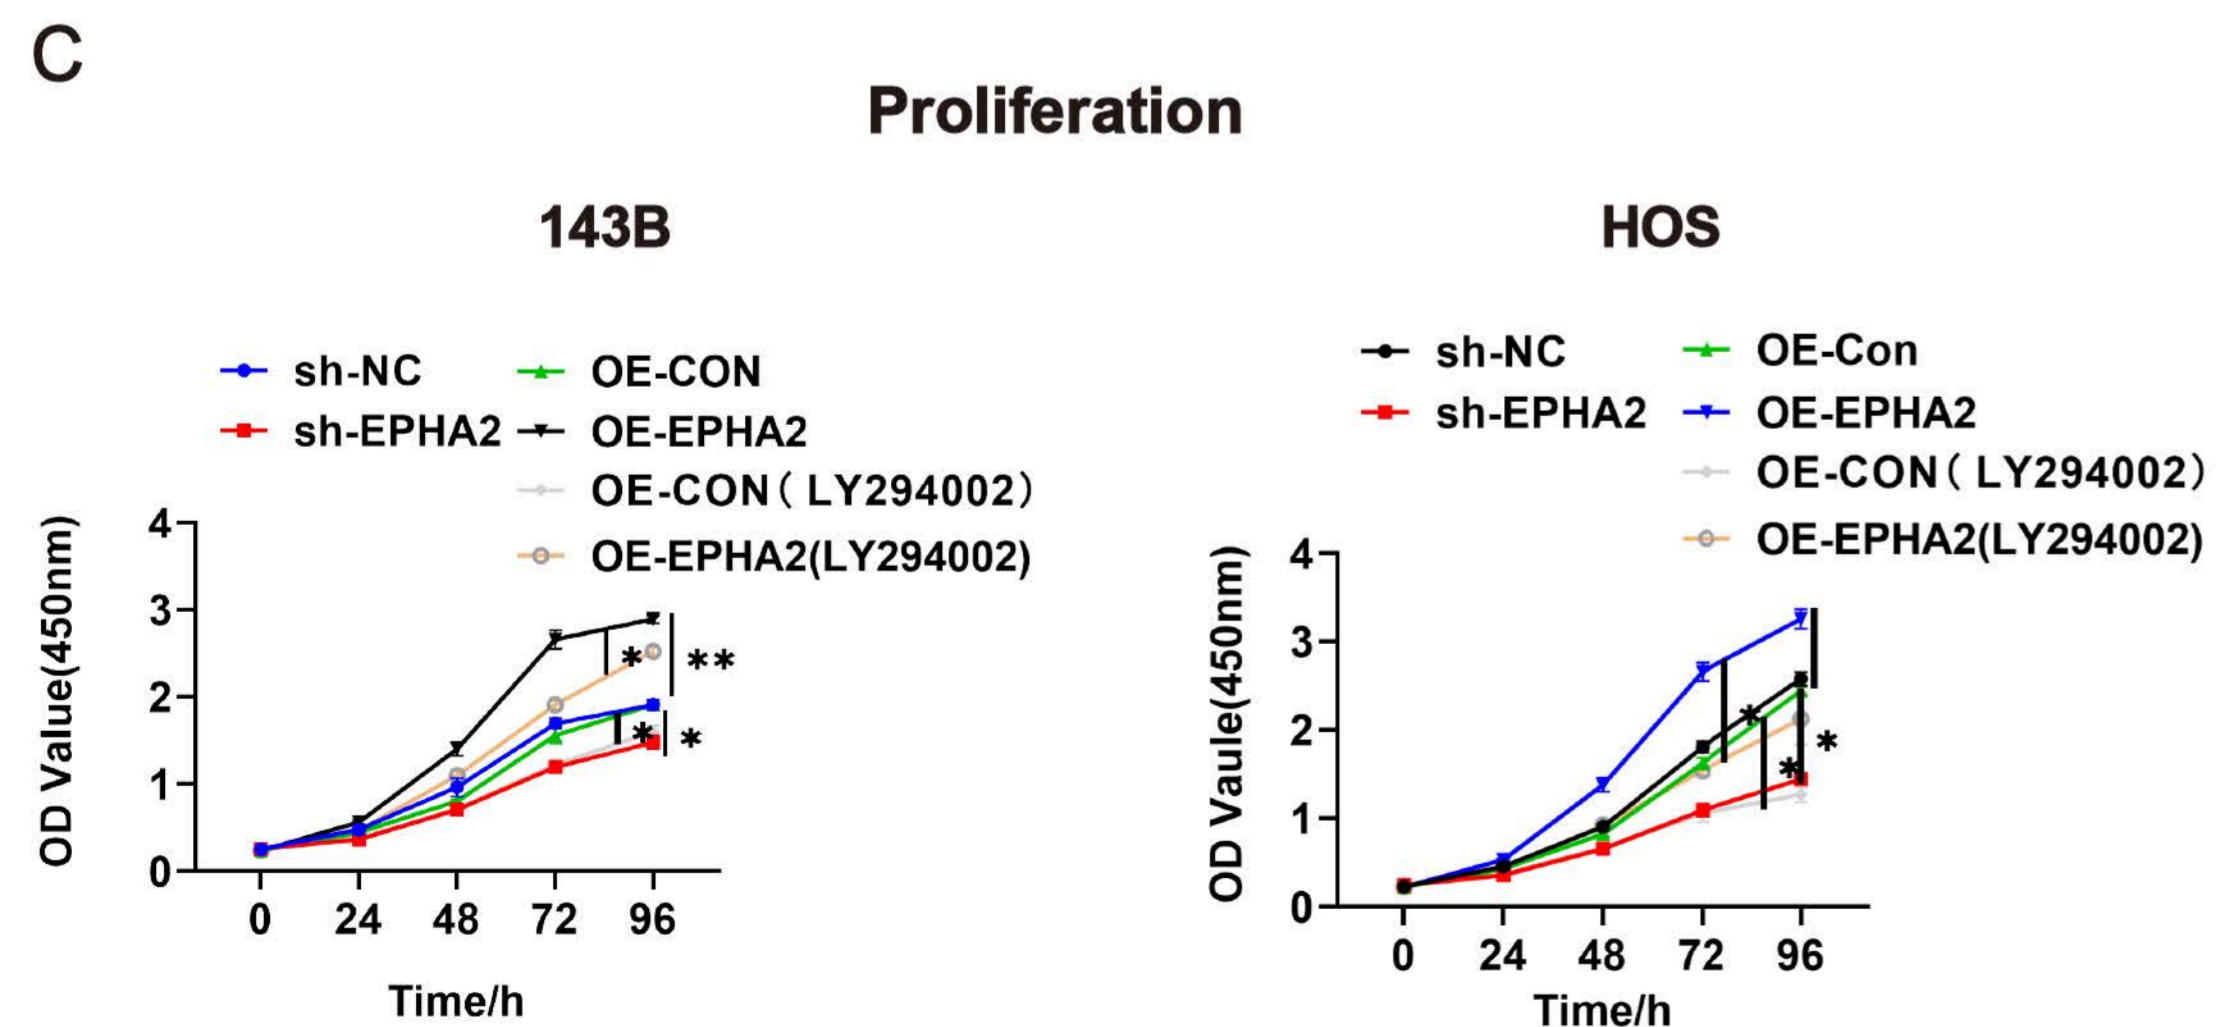 C
Proliferation
143B
sh-NC
OE-CON
sh-EPHA2
OE-EPHA2
OE-CON( LY294002)
OE-EPHA2(LY294002)
OD Value(450nm)
4
3
2
1
0
*
**
*
*
0 24 48 72 96
Time/h
HOS
sh-NC
OE-Con
sh-EPHA2
OE-EPHA2
OE-CON( LY294002)
OE-EPHA2(LY294002)
OD Vaule(450nm)
4
3
2
1
0
*
*
*
0 24 48 72 96
Time/h